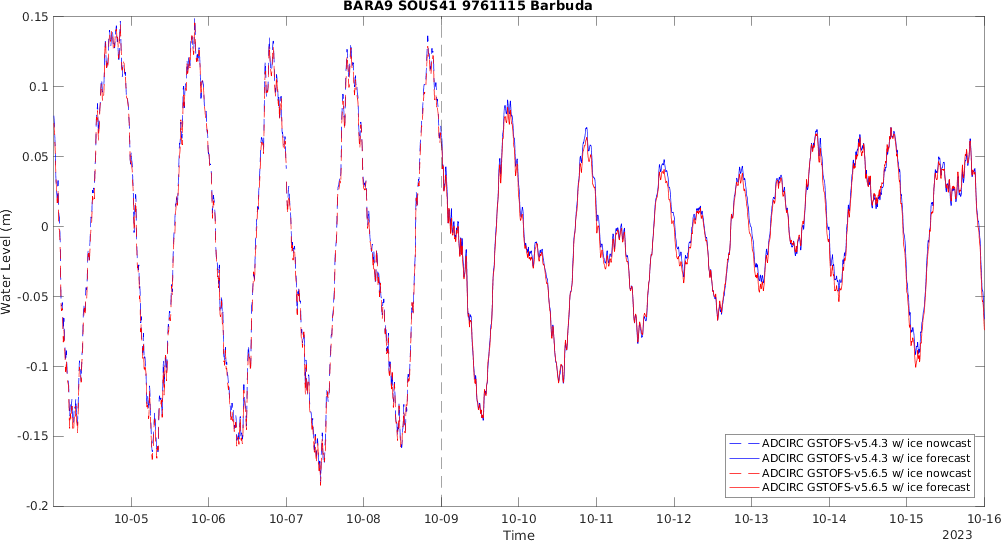 BARA9 SOUS41 9761115 Barbuda
0.15
0.1
0.05
0
-0.05
-0.1
-0.15
-0.2
Water Level (m)
ADCIRC GSTOFS-v5.4.3 w/ ice nowcast
ADCIRC GSTOFS-v5.4.3 w/ ice forecast
ADCIRC GSTOFS-v5.6.5 w/ ice nowcast
ADCIRC GSTOFS-v5.6.5 w/ ice forecast
10-05 10-06 10-07 10-08 10-09 10-10 10-11 10-12 10-13 10-14 10-15 10-16
Time
2023